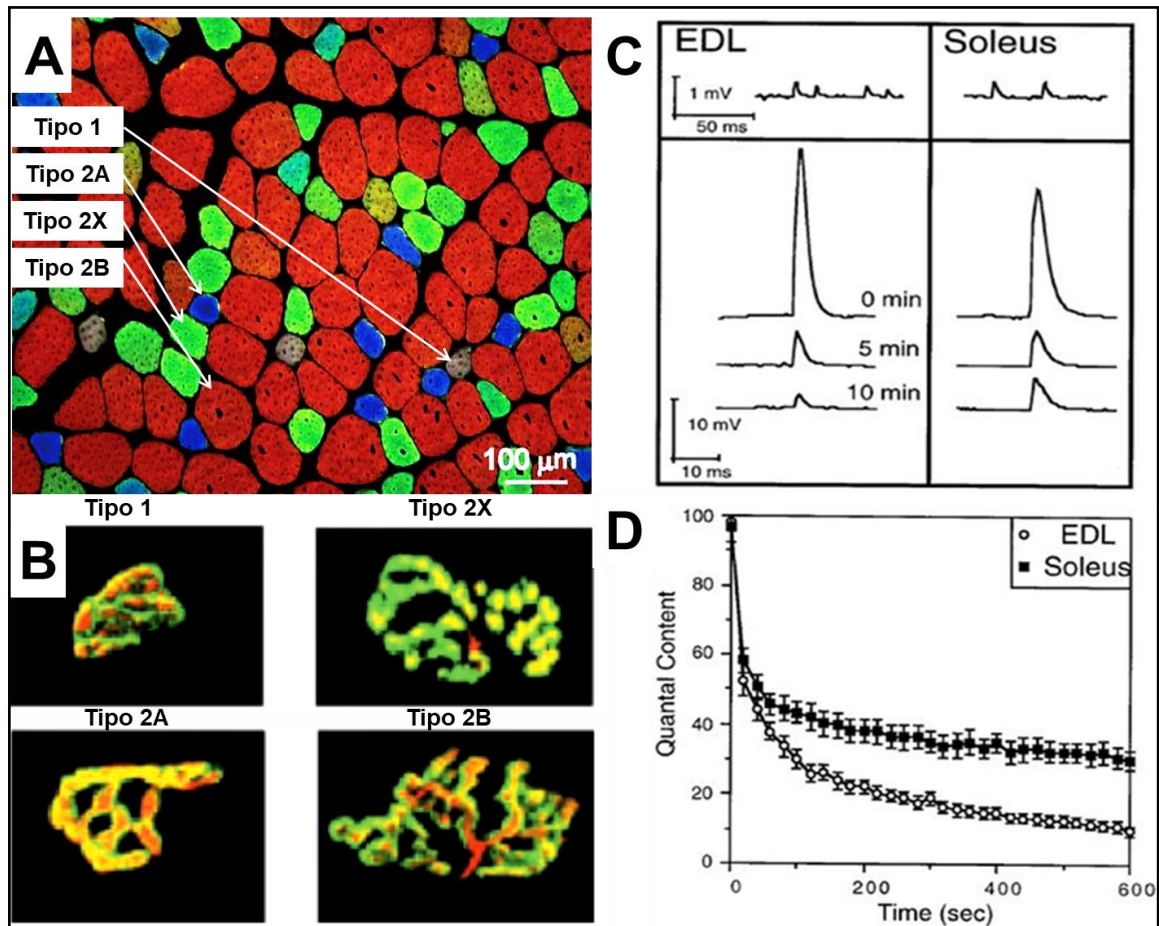 A
Tipo 1
Tipo 2A
Tipo 2X
Tipo 2B
100 μm
B
Tipo 1
Tipo 2X
Tipo 2A
Tipo 2B
C
EDL
Soleus
1 mV
50 ms
0 min
5 min
10 min
10 mV
10 ms
D
EDL
Soleus
Quantal Content
100
80
60
40
20
0
0
200
400
600
Time (sec)